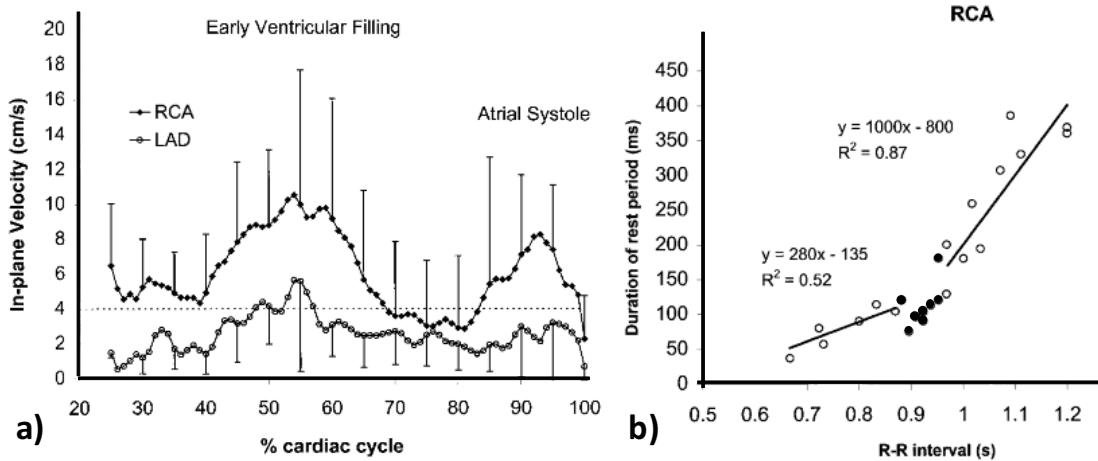 20
18
16
14
12
10
8
6
4
2
0
In-plane Velocity (cm/s)
Early Ventricular Filling
RCA
LAD
Atrial Systole
20 30 40 50 60 70 80 90 100
% cardiac cycle
a)
RCA
450
400
350
300
250
200
150
100
50
0
Duration of rest period (ms)
y = 1000x - 800
R² = 0.87
y = 280x - 135
R² = 0.52
0.5 0.6 0.7 0.8 0.9 1 1.1 1.2
R-R interval (s)
b)